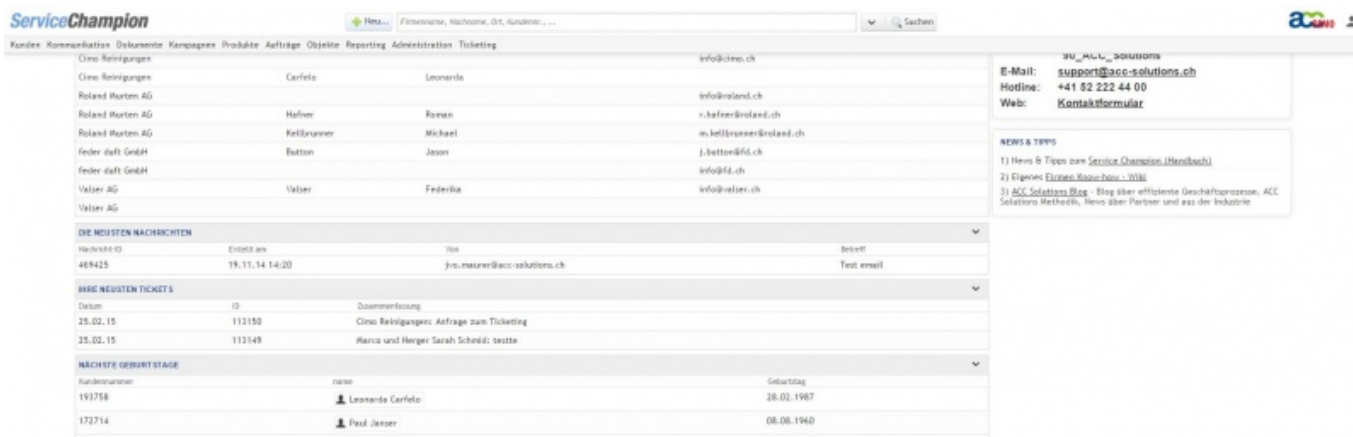 ServiceChampion
Neu... Firmenname, Nachname, Ort, Kundennr., ... Suchen
Kunden Kommunikation Dokumente Kampagnen Produkte Aufträge Objekte Reporting Administration Ticketing
Cimo Reinigungen info@cimo.ch
Cimo Reinigungen Carfelo Leonarda
Roland Murten AG info@roland.ch
Roland Murten AG Hafner Roman r.hafner@roland.ch
Roland Murten AG Kellbrunner Michael m.kellbrunner@roland.ch
feder duft GmbH Button Jason j.button@fd.ch
feder duft GmbH info@fd.ch
Valser AG Valser Federika info@valser.ch
Valser AG
DIE NEUSTEN NACHRICHTEN
Nachricht-ID Erstellt am Von Betreff
469425 19.11.14 14:20 jvo.maurer@acc-solutions.ch Test email
IHRE NEUSTEN TICKETS
Datum ID Zusammenfassung
25.02.15 113150 Cimo Reinigungen: Anfrage zum Ticketing
25.02.15 113149 Marco und Herger Sarah Schmid: testte
NÄCHSTE GEBURTSTAGE
Kundennummer name Geburtstag
193758 Leonarda Carfelo 28.02.1987
172714 Paul Janser 08.08.1960
90_ACC_Solutions
E-Mail: support@acc-solutions.ch
Hotline: +41 52 222 44 00
Web: Kontaktformular
NEWS & TIPPS
1) News & Tipps zum Service Champion (Handbuch)
2) Eigenes Firmen Know-how - Wiki
3) ACC Solutions Blog - Blog über effiziente Geschäftsprozesse, ACC
Solutions Methodik, News über Partner und aus der Industrie